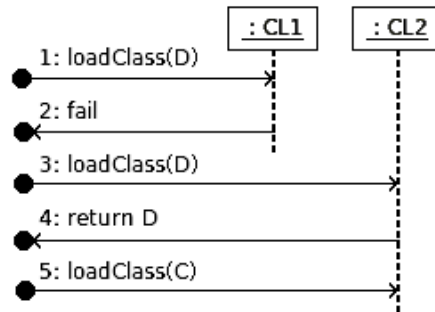 : CL1
: CL2
1: loadClass(D)
2: fail
3: loadClass(D)
4: return D
5: loadClass(C)